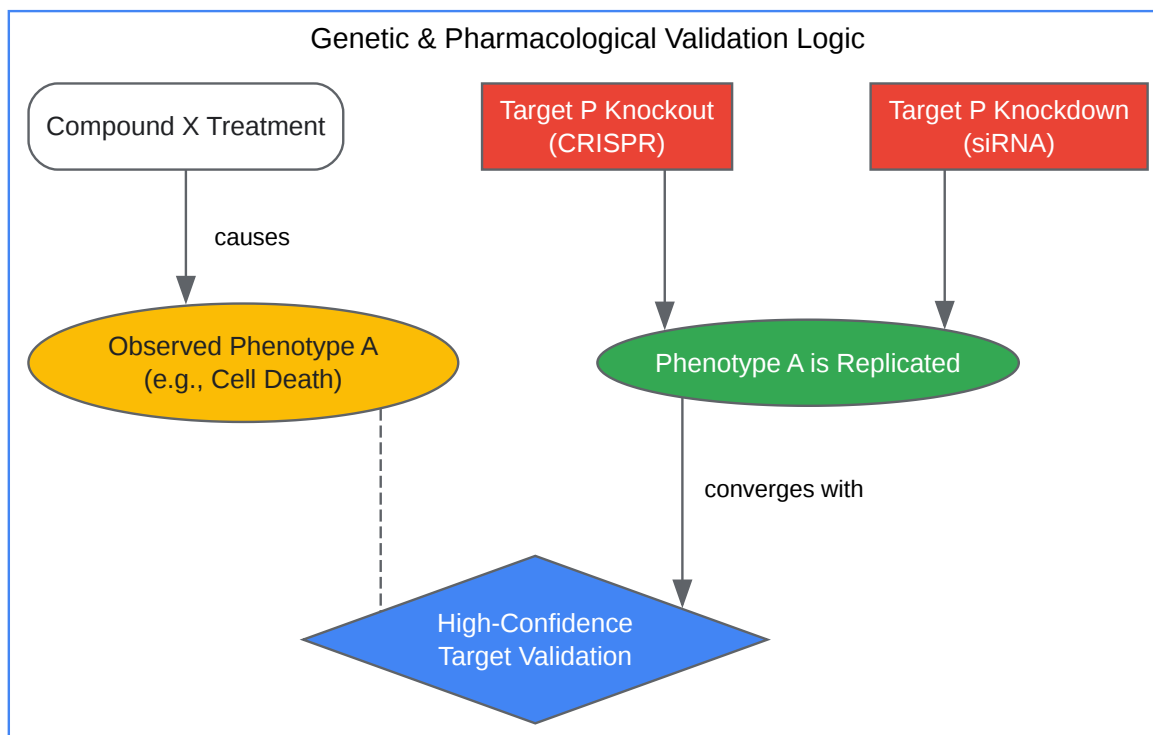 Genetic & Pharmacological Validation Logic
Compound X Treatment
Target P Knockout
(CRISPR)
Target P Knockdown
(siRNA)
causes
Observed Phenotype A
(e.g., Cell Death)
Phenotype A is Replicated
converges with
High-Confidence
Target Validation